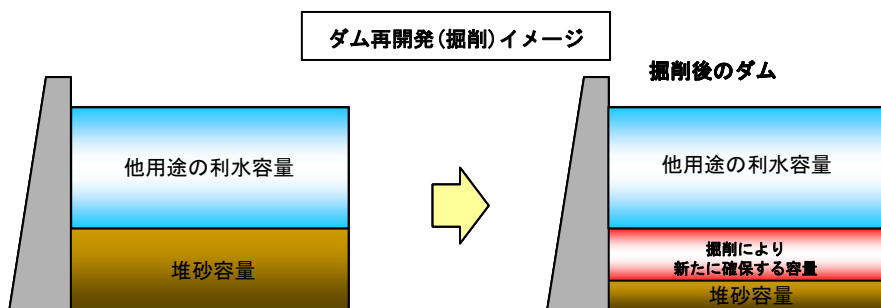 ダム再開発(掘削)イメージ
掘削後のダム
他用途の利水容量
堆砂容量
他用途の利水容量
掘削により
新たに確保する容量
堆砂容量